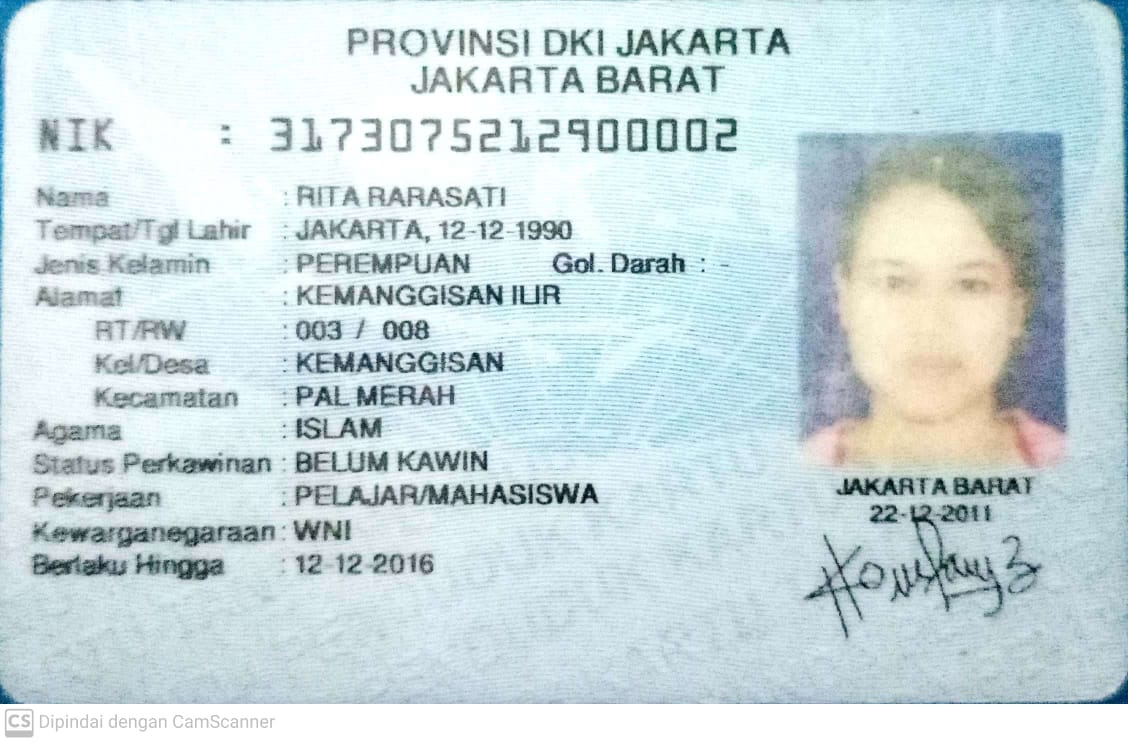 PROVINSI DKI JAKARTA
JAKARTA BARAT
NIK : 3173075212900002
Nama : RITA RARASATI
Tempat/Tgl Lahir : JAKARTA, 12-12-1990
Jenis Kelamin : PEREMPUAN Gol. Darah : -
Alamat : KEMANGGISAN ILIR
RT/RW : 003 / 008
Kel/Desa : KEMANGGISAN
Kecamatan : PAL MERAH
Agama : ISLAM
Status Perkawinan : BELUM KAWIN
Pekerjaan : PELAJAR/MAHASISWA
Kewarganegaraan : WNI
Berlaku Hingga : 12-12-2016
JAKARTA BARAT
22-12-2011
CS Dipindai dengan CamScanner